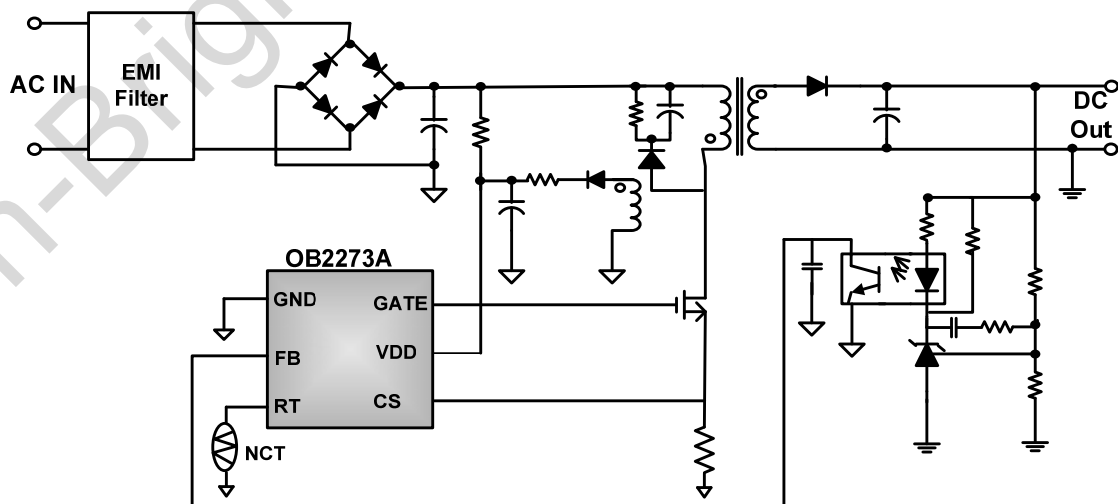 AC IN
EMI
Filter
DC
Out
OB2273A
GND
GATE
FB
VDD
RT
CS
NCT